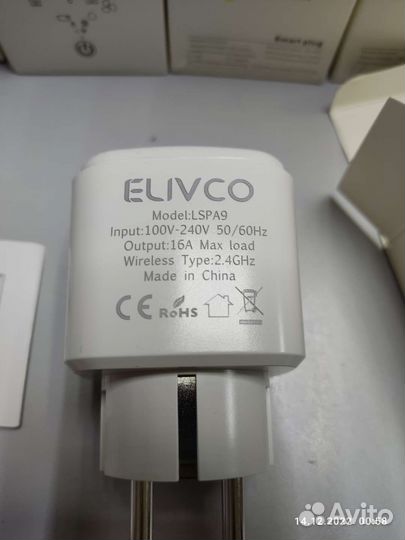 ELIVCO
Model:LSPA9
Input:100V-240V 50/60Hz
Output:16A Max load
Wireless Type:2.4GHz
Made in China
CE RoHS
14.12.2022 00:58
Avito